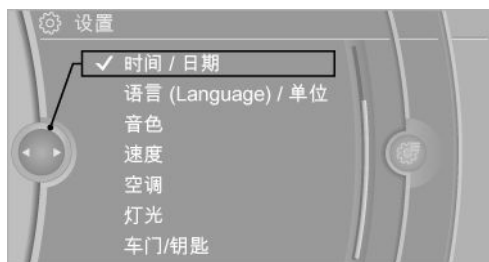 设置
时间 / 日期
语言 (Language) / 单位
音色
速度
空调
灯光
车门/钥匙